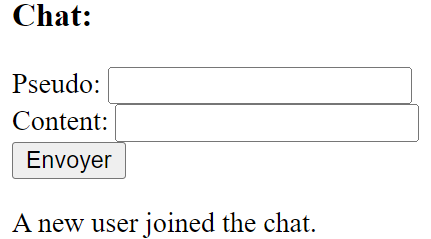 Chat:
Pseudo:
Content:
Envoyer
A new user joined the chat.